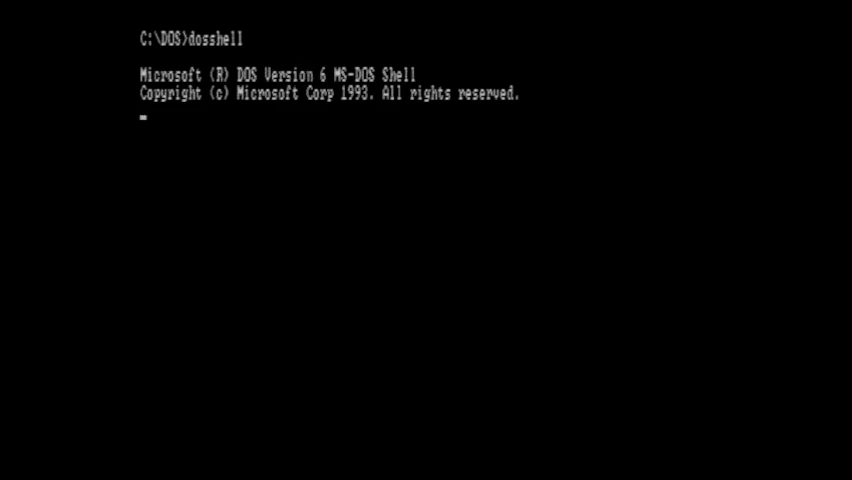 C:\DOS>dosshell
Microsoft (R) DOS Version 6 MS-DOS Shell
Copyright (c) Microsoft Corp 1993. All rights reserved.